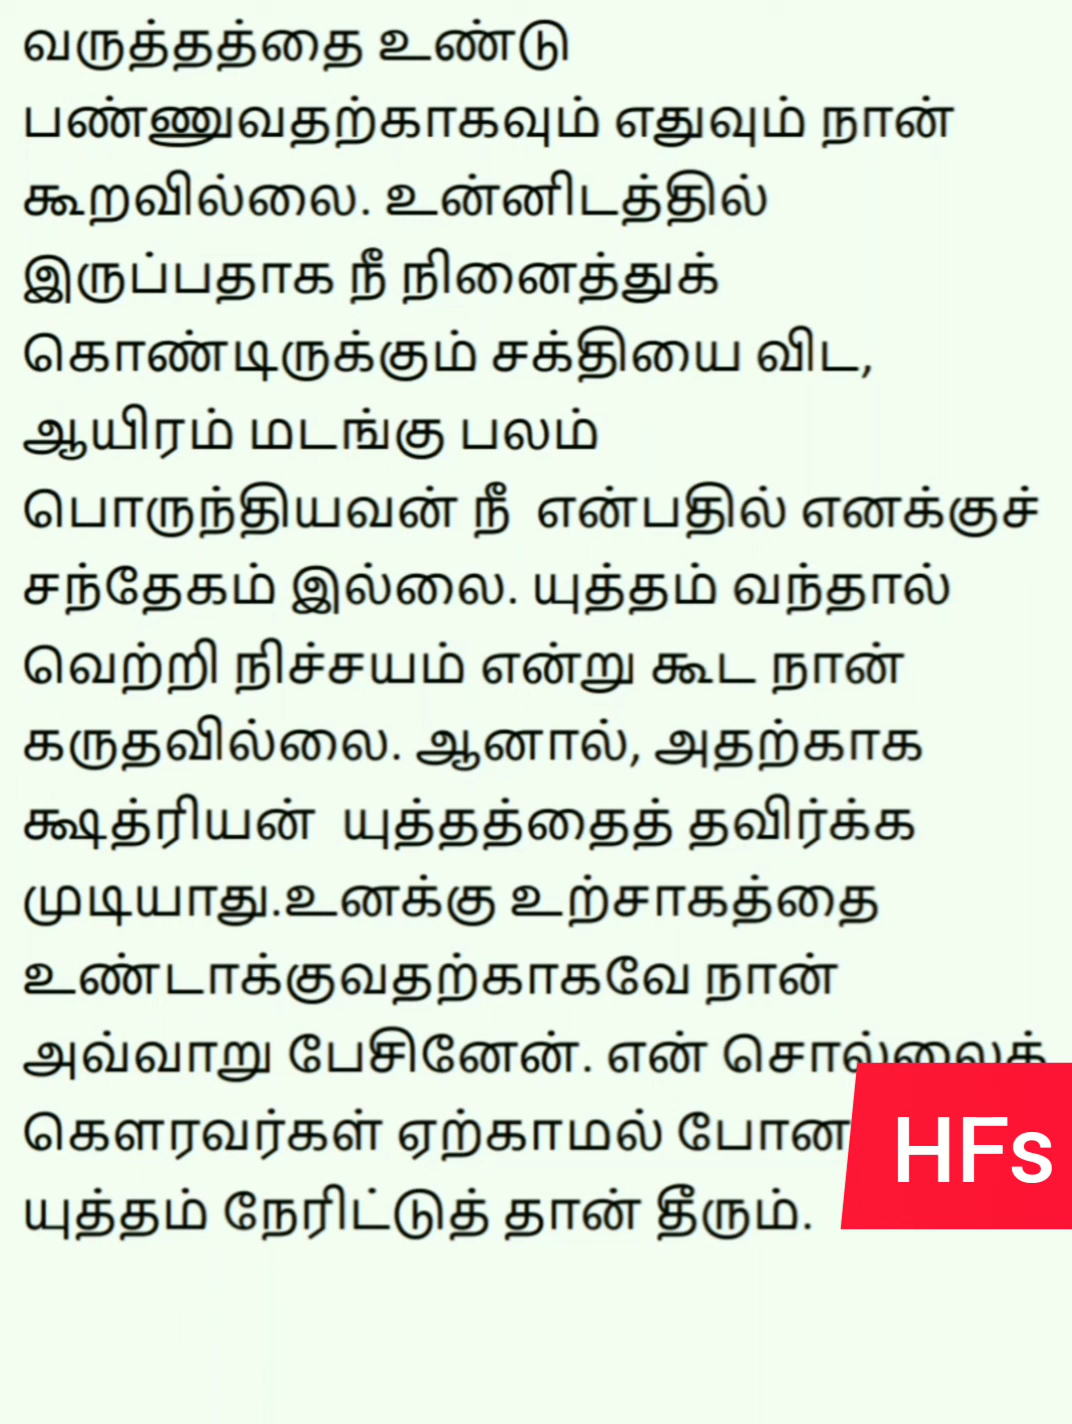 வருத்தத்தை உண்டு
பண்ணுவதற்காகவும் எதுவும் நான்
கூறவில்லை. உன்னிடத்தில்
இருப்பதாக நீ நினைத்துக்
கொண்டிருக்கும் சக்தியை விட,
ஆயிரம் மடங்கு பலம்
பொருந்தியவன் நீ  என்பதில் எனக்குச்
சந்தேகம் இல்லை. யுத்தம் வந்தால்
வெற்றி நிச்சயம் என்று கூட நான்
கருதவில்லை. ஆனால், அதற்காக
க்ஷத்ரியன்  யுத்தத்தைத் தவிர்க்க
முடியாது.உனக்கு உற்சாகத்தை
உண்டாக்குவதற்காகவே நான்
அவ்வாறு பேசினேன். என் சொல்லைக்
கௌரவர்கள் ஏற்காமல்
யுத்தம் நேரிட்டுத் தான் தீரும்.
HFs